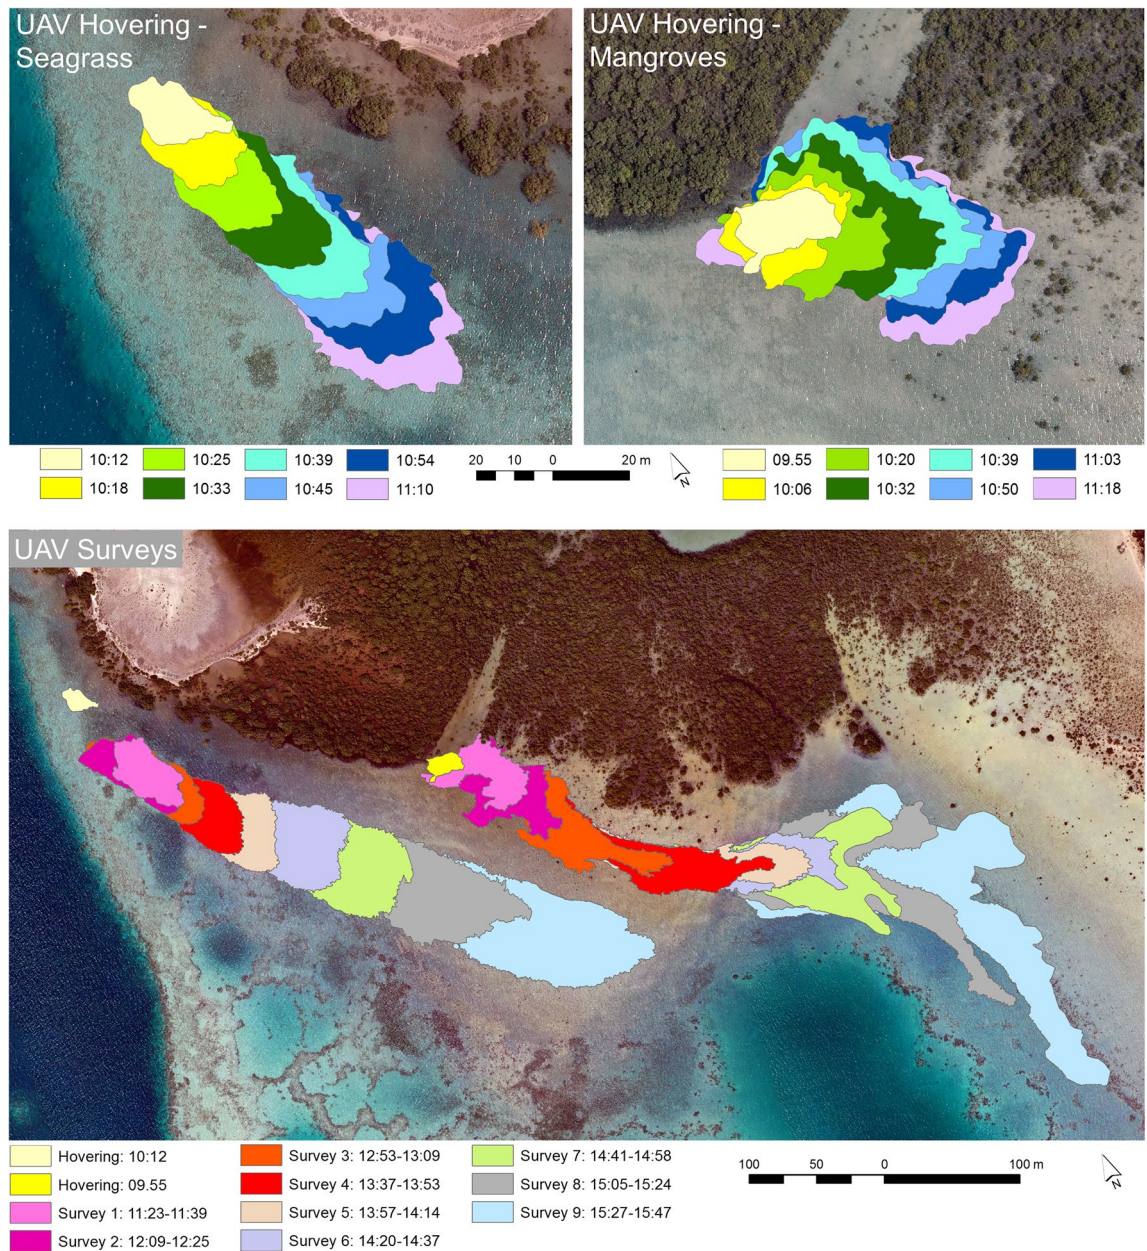 UAV Hovering -
Seagrass
UAV Hovering -
Mangroves
10:12 10:25 10:39 10:54
10:18 10:33 10:45 11:10
20 10 0 20 m
N
09.55 10:20 10:39 11:03
10:06 10:32 10:50 11:18
UAV Surveys
Hovering: 10:12
Hovering: 09.55
Survey 1: 11:23-11:39
Survey 2: 12:09-12:25
Survey 3: 12:53-13:09
Survey 4: 13:37-13:53
Survey 5: 13:57-14:14
Survey 6: 14:20-14:37
Survey 7: 14:41-14:58
Survey 8: 15:05-15:24
Survey 9: 15:27-15:47
100 50 0 100 m
N